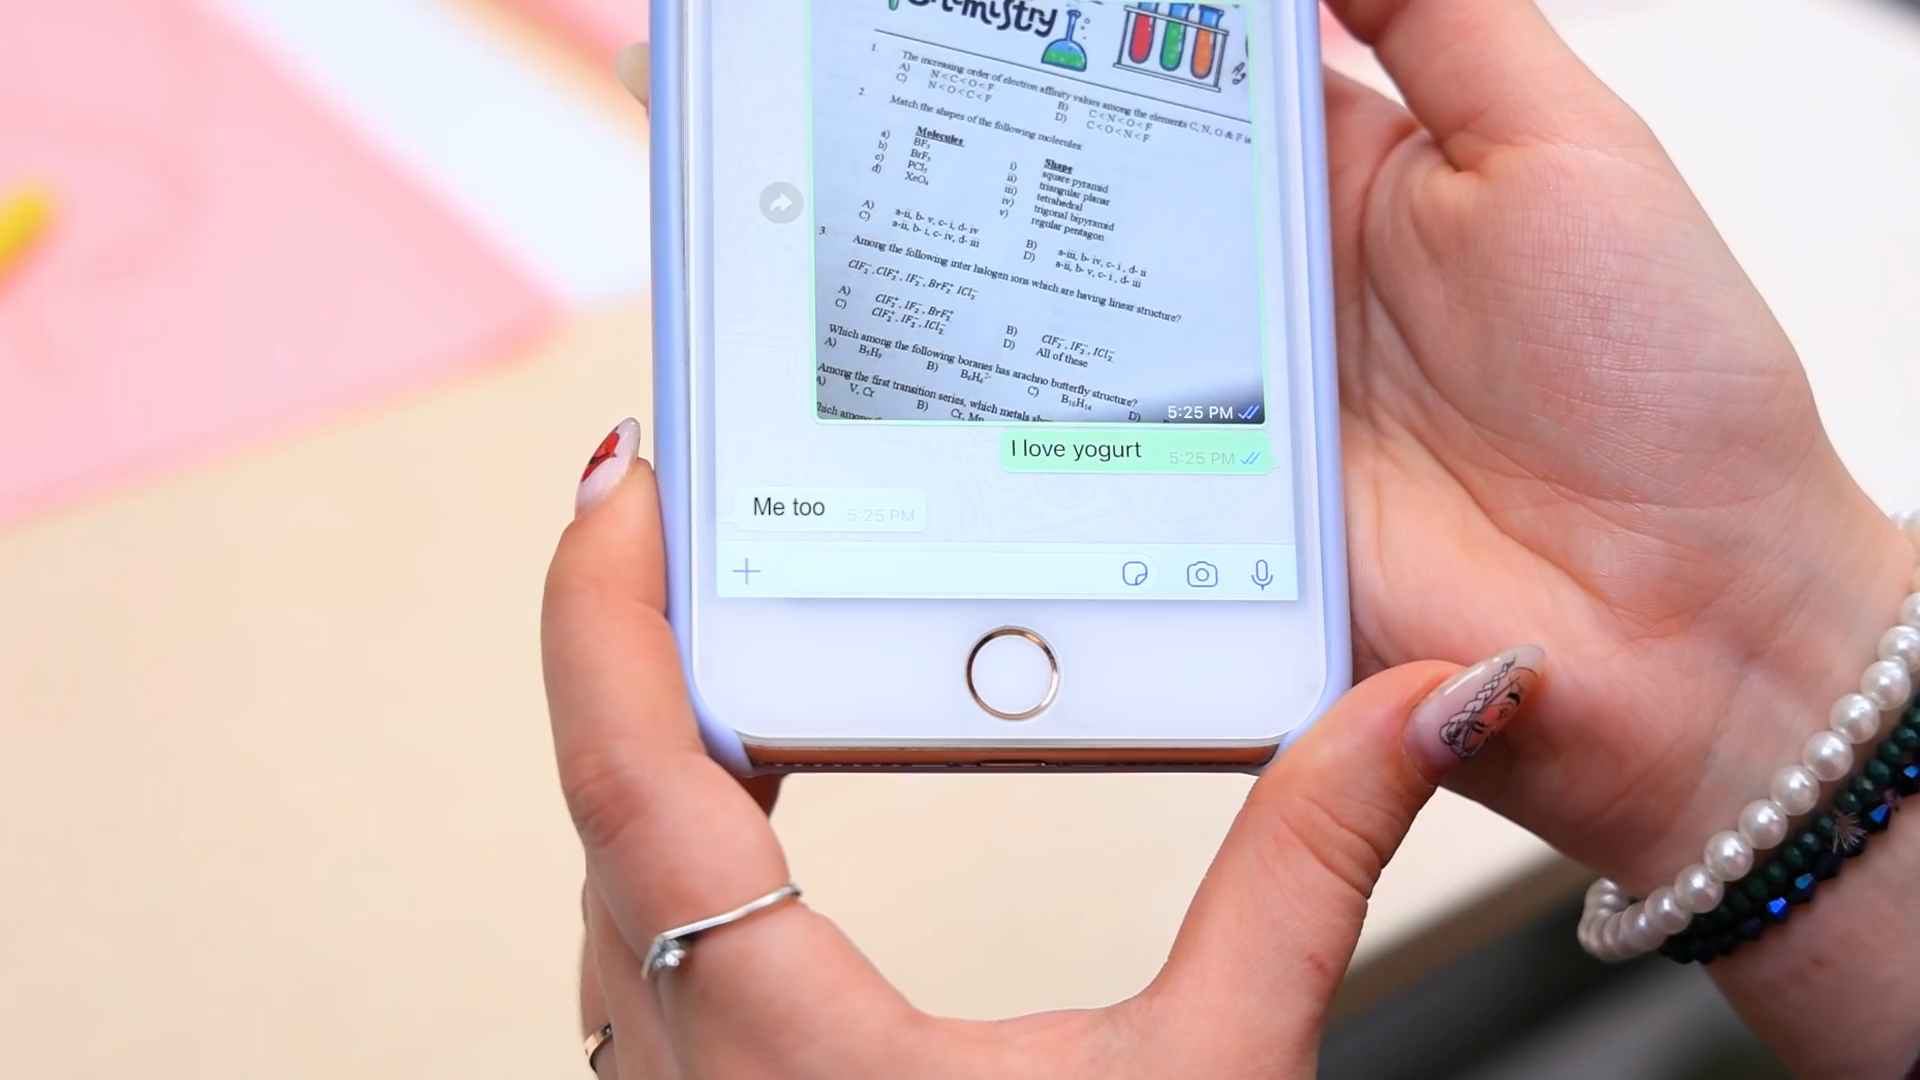 Chemistry
1. The increasing order of electron affinity values among the elements C, N, O & F is
A) N < C < O < F B) C < N < O < F
C) N < O < C < F D) C < O < N < F
2. Match the shapes of the following molecules
Molecules Shape
a) BF₃ i) square pyramid
b) BrF₅ ii) triangular planar
c) PCl₅ iii) tetrahedral
d) XeO₄ iv) trigonal bipyramid
v) regular pentagon
A) a-ii, b- v, c- i, d- iv B) a-iii, b- iv, c- i , d- ii
C) a-ii, b- i, c- iv, d- iii D) a-ii, b- v, c- i , d- iii
3. Among the following inter halogen ions which are having linear structure?
ClF₂⁻, ClF₂⁺, IF₂⁻, BrF₂⁺ ICl₂⁻
A) ClF₂⁺, IF₂⁻, BrF₂⁺ B) ClF₂⁻, IF₂⁻, ICl₂⁻
C) ClF₂⁺, IF₂⁻, ICl₂⁻ D) All of these
Which among the following boranes has arachno butterfly structure?
A) B₅H₉ B) B₆H₆²⁻ C) B₁₀H₁₄ D)
Among the first transition series, which metals
A) V, Cr B) Cr, Mn
5:25 PM
I love yogurt 5:25 PM
Me too 5:25 PM